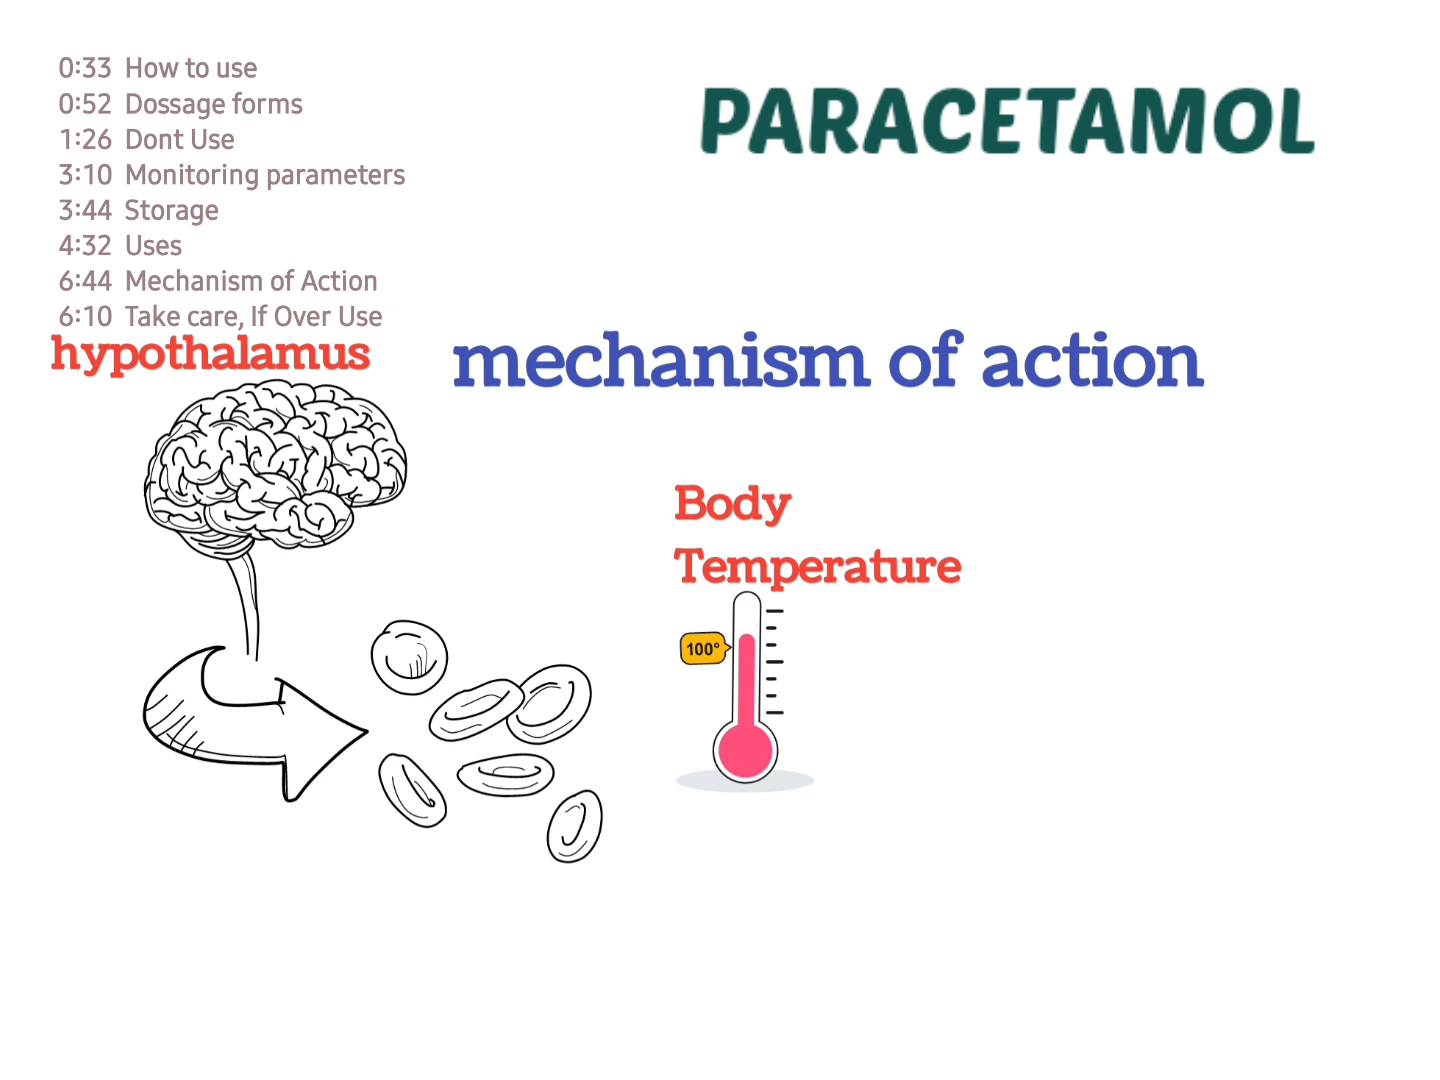 0:33 How to use
0:52 Dossage forms
1:26 Dont Use
3:10 Monitoring parameters
3:44 Storage
4:32 Uses
6:44 Mechanism of Action
6:10 Take care, If Over Use
PARACETAMOL
hypothalamus
mechanism of action
Body
Temperature
100°